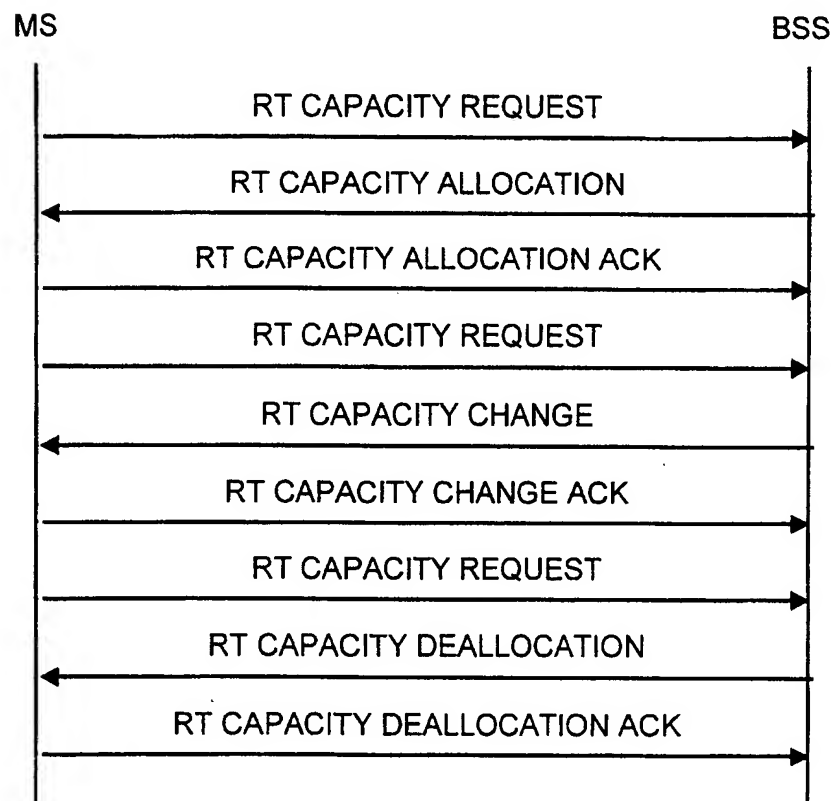 MS BSS
RT CAPACITY REQUEST
RT CAPACITY ALLOCATION
RT CAPACITY ALLOCATION ACK
RT CAPACITY REQUEST
RT CAPACITY CHANGE
RT CAPACITY CHANGE ACK
RT CAPACITY REQUEST
RT CAPACITY DEALLOCATION
RT CAPACITY DEALLOCATION ACK